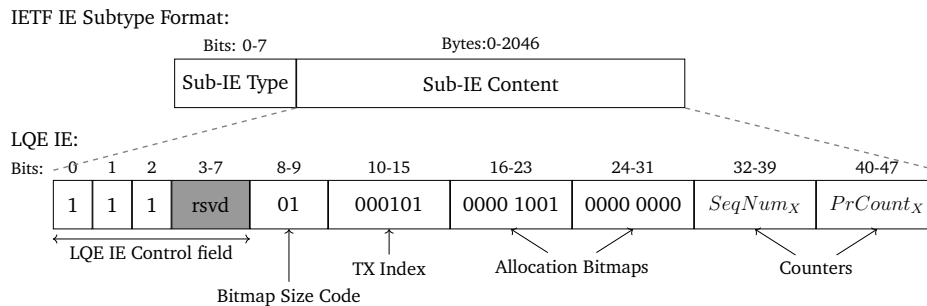 IETF IE Subtype Format:
Bits: 0-7 Bytes:0-2046
Sub-IE Type Sub-IE Content
LQE IE:
Bits: 0 1 2 3-7 8-9 10-15 16-23 24-31 32-39 40-47
1 1 1 rsvd 01 000101 0000 1001 0000 0000 SeqNum_X PrCount_X
LQE IE Control field TX Index Allocation Bitmaps Counters
Bitmap Size Code